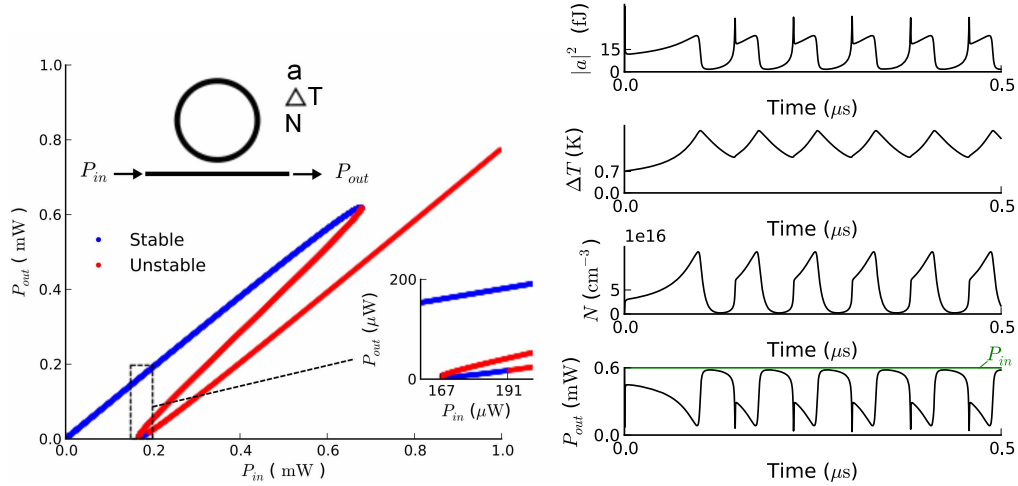 1.0
0.8
0.6
0.4
0.2
0.0
P_out ( mW )
0.0
0.2
0.4
0.6
0.8
1.0
P_in ( mW )
a
△T
N
P_in
P_out
Stable
Unstable
200
0
P_out (μW)
167
191
P_in (μW)
|a|² (fJ)
15
0
0.0
0.5
Time (μs)
ΔT (K)
0.7
0.0
0.0
0.5
Time (μs)
1e16
N (cm⁻³)
5
0
0.0
0.5
Time (μs)
P_in
P_out (mW)
0.6
0.0
0.0
0.5
Time (μs)